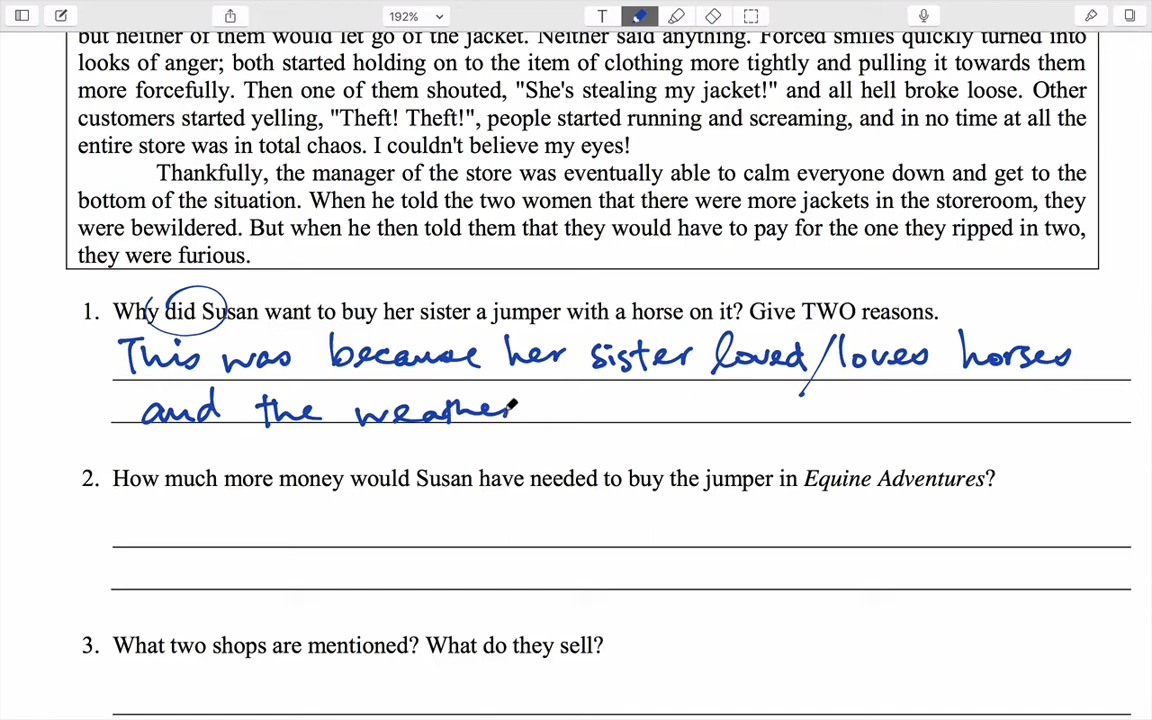 192%
T
but neither of them would let go of the jacket. Neither said anything. Forced smiles quickly turned into
looks of anger; both started holding on to the item of clothing more tightly and pulling it towards them
more forcefully. Then one of them shouted, "She's stealing my jacket!" and all hell broke loose. Other
customers started yelling, "Theft! Theft!", people started running and screaming, and in no time at all the
entire store was in total chaos. I couldn't believe my eyes!
Thankfully, the manager of the store was eventually able to calm everyone down and get to the
bottom of the situation. When he told the two women that there were more jackets in the storeroom, they
were bewildered. But when he then told them that they would have to pay for the one they ripped in two,
they were furious.
1. Why did Susan want to buy her sister a jumper with a horse on it? Give TWO reasons.
This was because her sister loved/loves horses
and the weather
2. How much more money would Susan have needed to buy the jumper in Equine Adventures?
3. What two shops are mentioned? What do they sell?